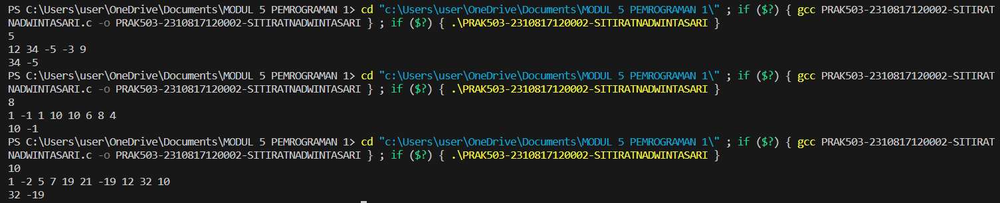 PS C:\Users\user\OneDrive\Documents\MODUL 5 PEMROGRAMAN 1> cd "c:\Users\user\OneDrive\Documents\MODUL 5 PEMROGRAMAN 1\" ; if ($?) { gcc PRAK503-2310817120002-SITIRAT
NADWINTASARI.c -o PRAK503-2310817120002-SITIRATNADWINTASARI } ; if ($?) { .\PRAK503-2310817120002-SITIRATNADWINTASARI }
5
12 34 -5 -3 9
34 -5
PS C:\Users\user\OneDrive\Documents\MODUL 5 PEMROGRAMAN 1> cd "c:\Users\user\OneDrive\Documents\MODUL 5 PEMROGRAMAN 1\" ; if ($?) { gcc PRAK503-2310817120002-SITIRAT
NADWINTASARI.c -o PRAK503-2310817120002-SITIRATNADWINTASARI } ; if ($?) { .\PRAK503-2310817120002-SITIRATNADWINTASARI }
8
1 -1 1 10 10 6 8 4
10 -1
PS C:\Users\user\OneDrive\Documents\MODUL 5 PEMROGRAMAN 1> cd "c:\Users\user\OneDrive\Documents\MODUL 5 PEMROGRAMAN 1\" ; if ($?) { gcc PRAK503-2310817120002-SITIRAT
NADWINTASARI.c -o PRAK503-2310817120002-SITIRATNADWINTASARI } ; if ($?) { .\PRAK503-2310817120002-SITIRATNADWINTASARI }
10
1 -2 5 7 19 21 -19 12 32 10
32 -19